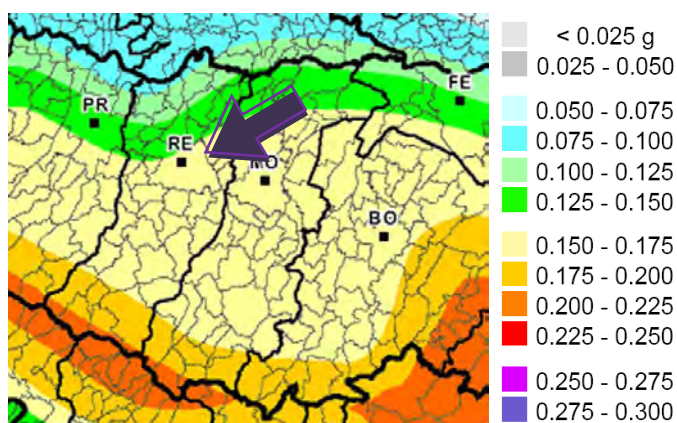 < 0.025 g
0.025 - 0.050
FE
PR
0.050 - 0.075
0.075 - 0.100
RE
0.100 - 0.125
MO
0.125 - 0.150
BO
0.150 - 0.175
0.175 - 0.200
0.200 - 0.225
0.225 - 0.250
0.250 - 0.275
0.275 - 0.300